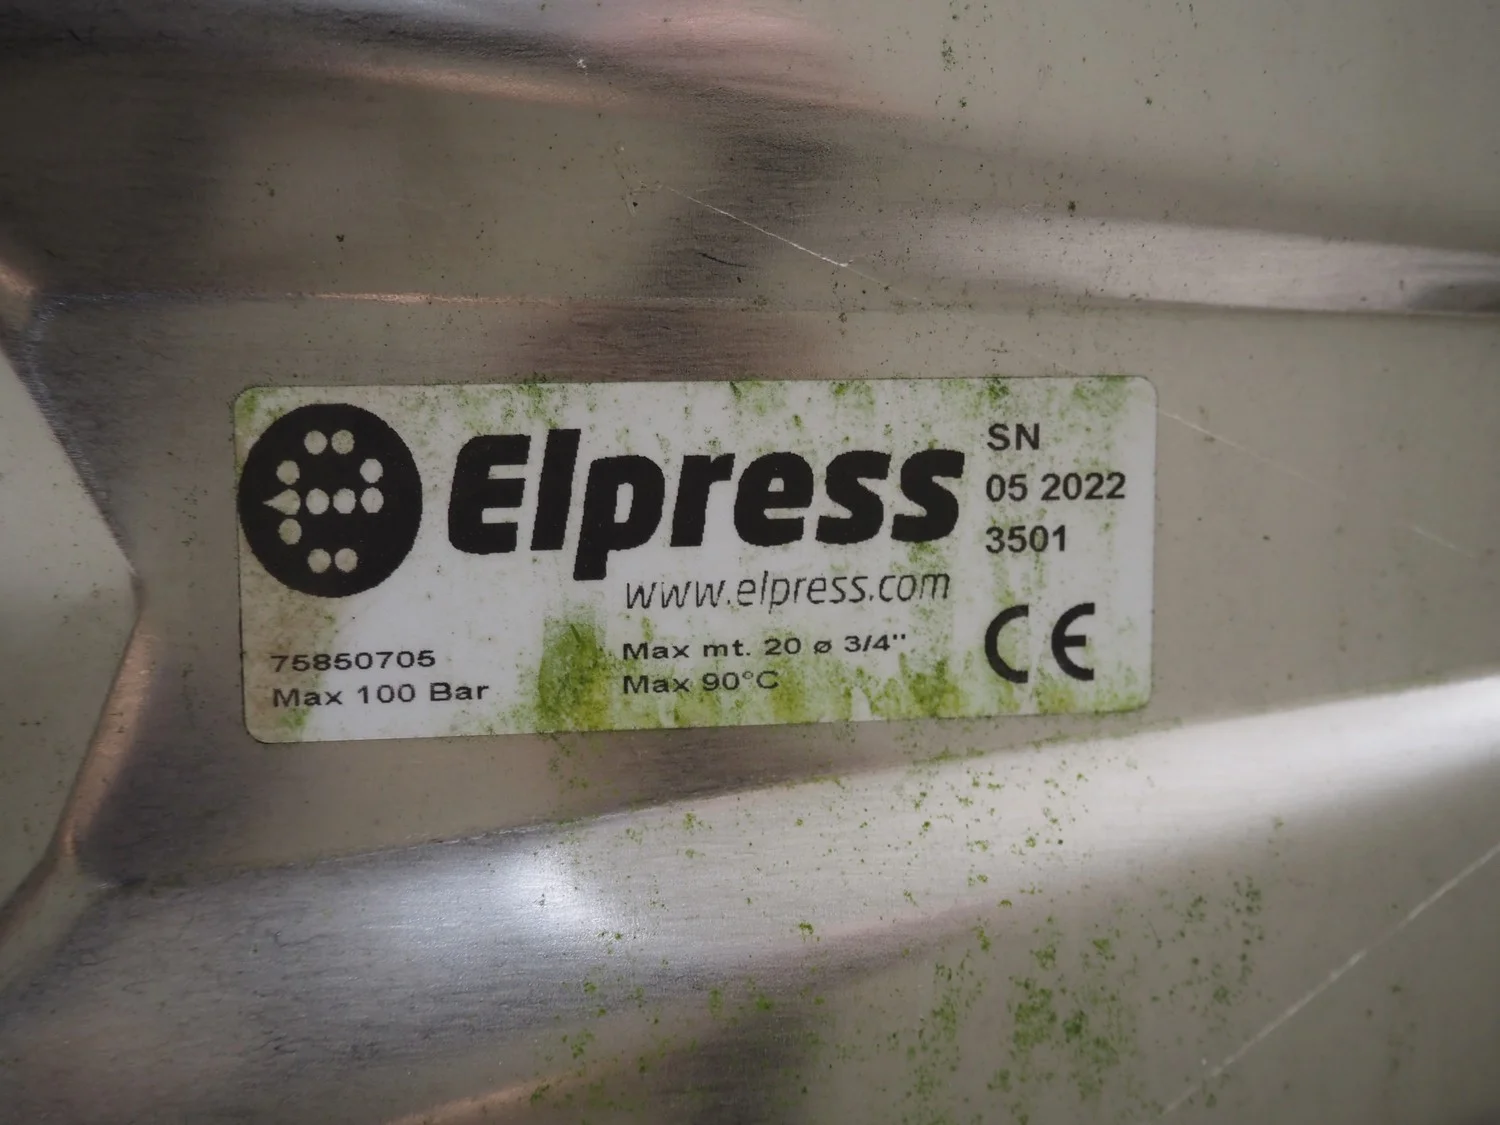 Elpress
www.elpress.com
SN
05 2022
3501
75850705
Max 100 Bar
Max mt. 20 ø 3/4"
Max 90°C
CE